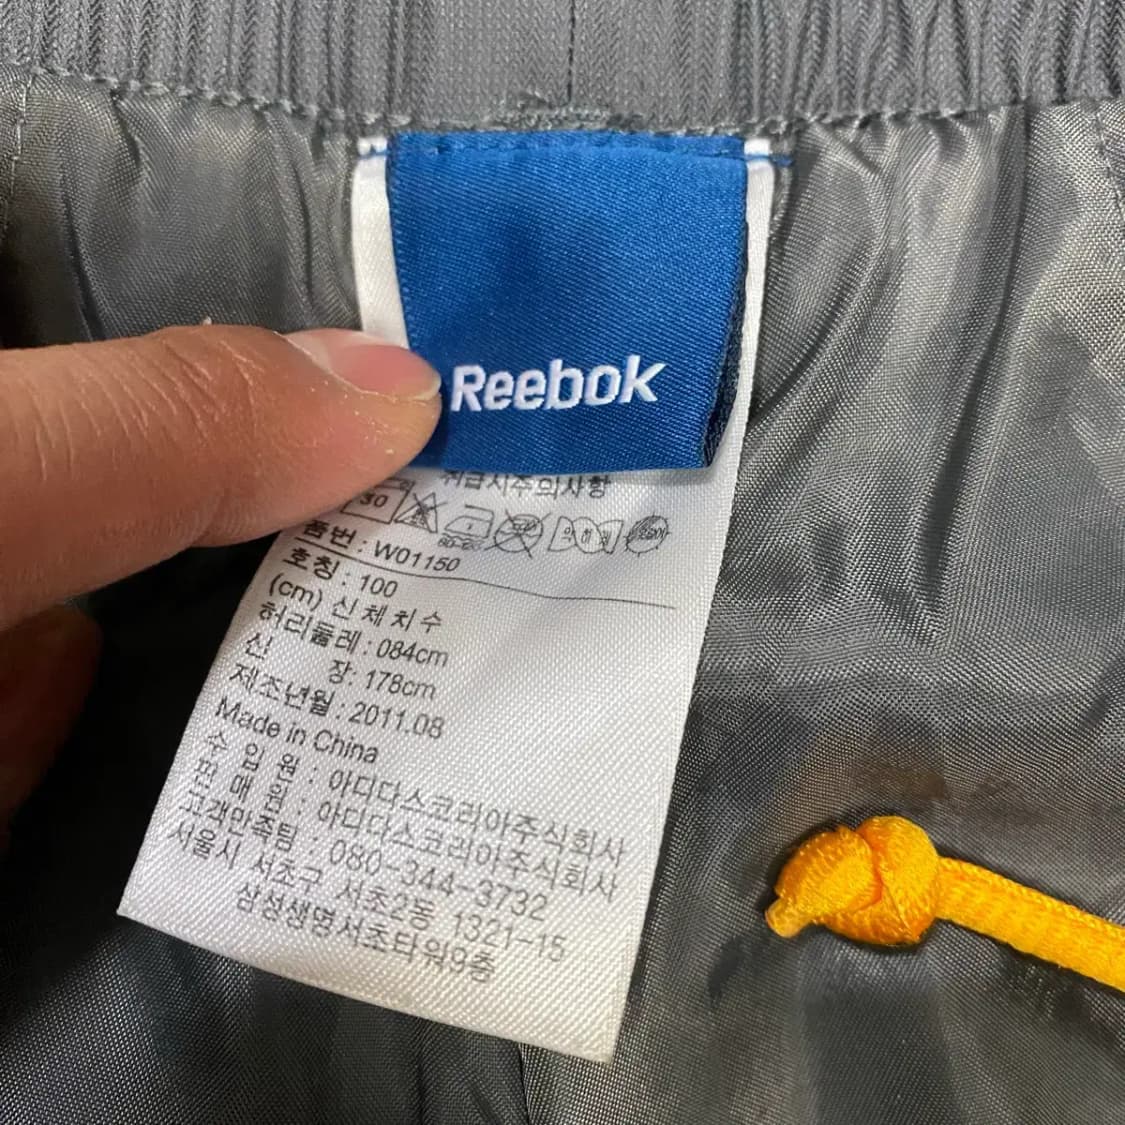 Reebok
취급시주의사항
30
품번 : W01150
호칭 : 100
(cm) 신체치수
허리둘레 : 084cm
신 장 : 178cm
제조년월 : 2011.08
Made in China
수 입 원 : 아디다스코리아주식회사
판 매 원 : 아디다스코리아주식회사
고객만족팀 : 080-344-3732
서울시 서초구 서초2동 1321-15
삼성생명서초타워9층